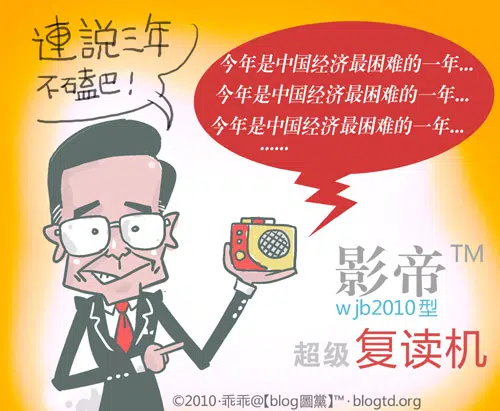 連説三年
不磕巴!
今年是中国经济最困难的一年...
今年是中国经济最困难的一年...
今年是中国经济最困难的一年...
......
影帝™
wjb2010型
超级复读机
©2010·乖乖@【blog圖黨】™·blogtd.org